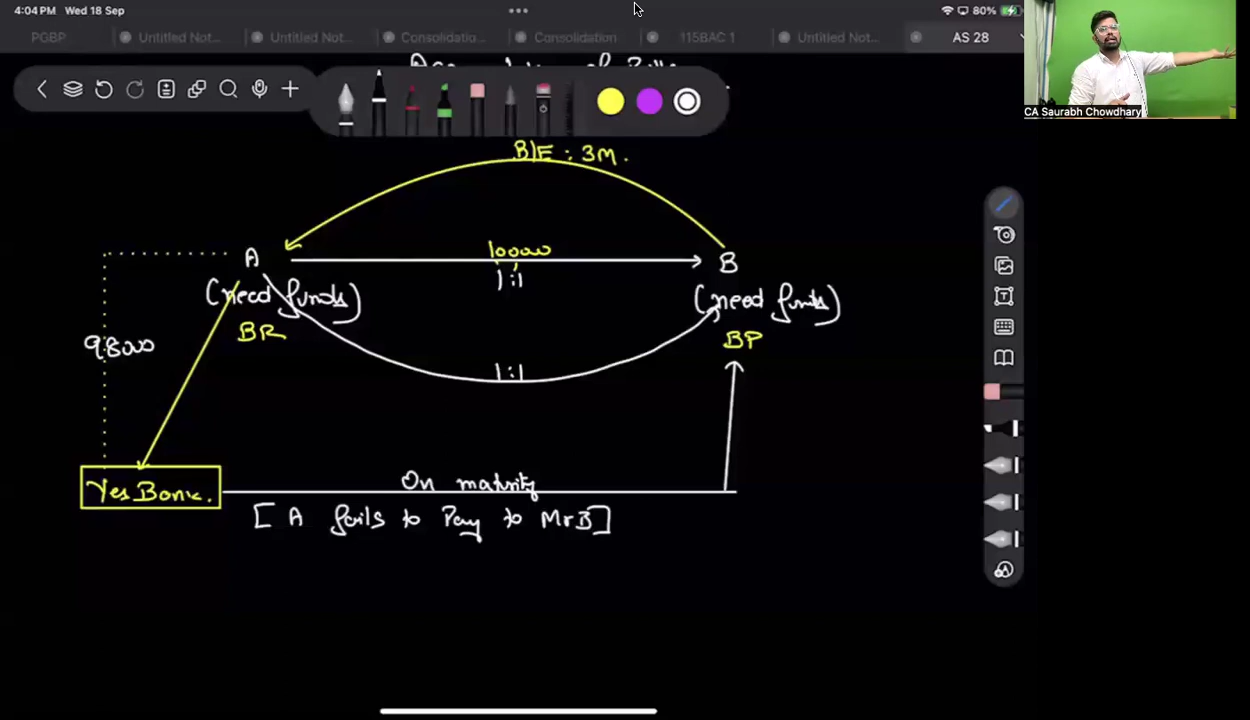 4:04 PM Wed 18 Sep
80%
PGBP
Untitled Not...
Untitled Not...
Consolidatio...
Consolidation
115BAC 1
Untitled Not...
AS 28
CA Saurabh Chowdhary
B/E : 3M.
A
10000
B
1:1
(need funds)
(need funds)
BR
BP
98000
1:1
Yes Bank.
On maturity
[ A fails to Pay to Mr B ]